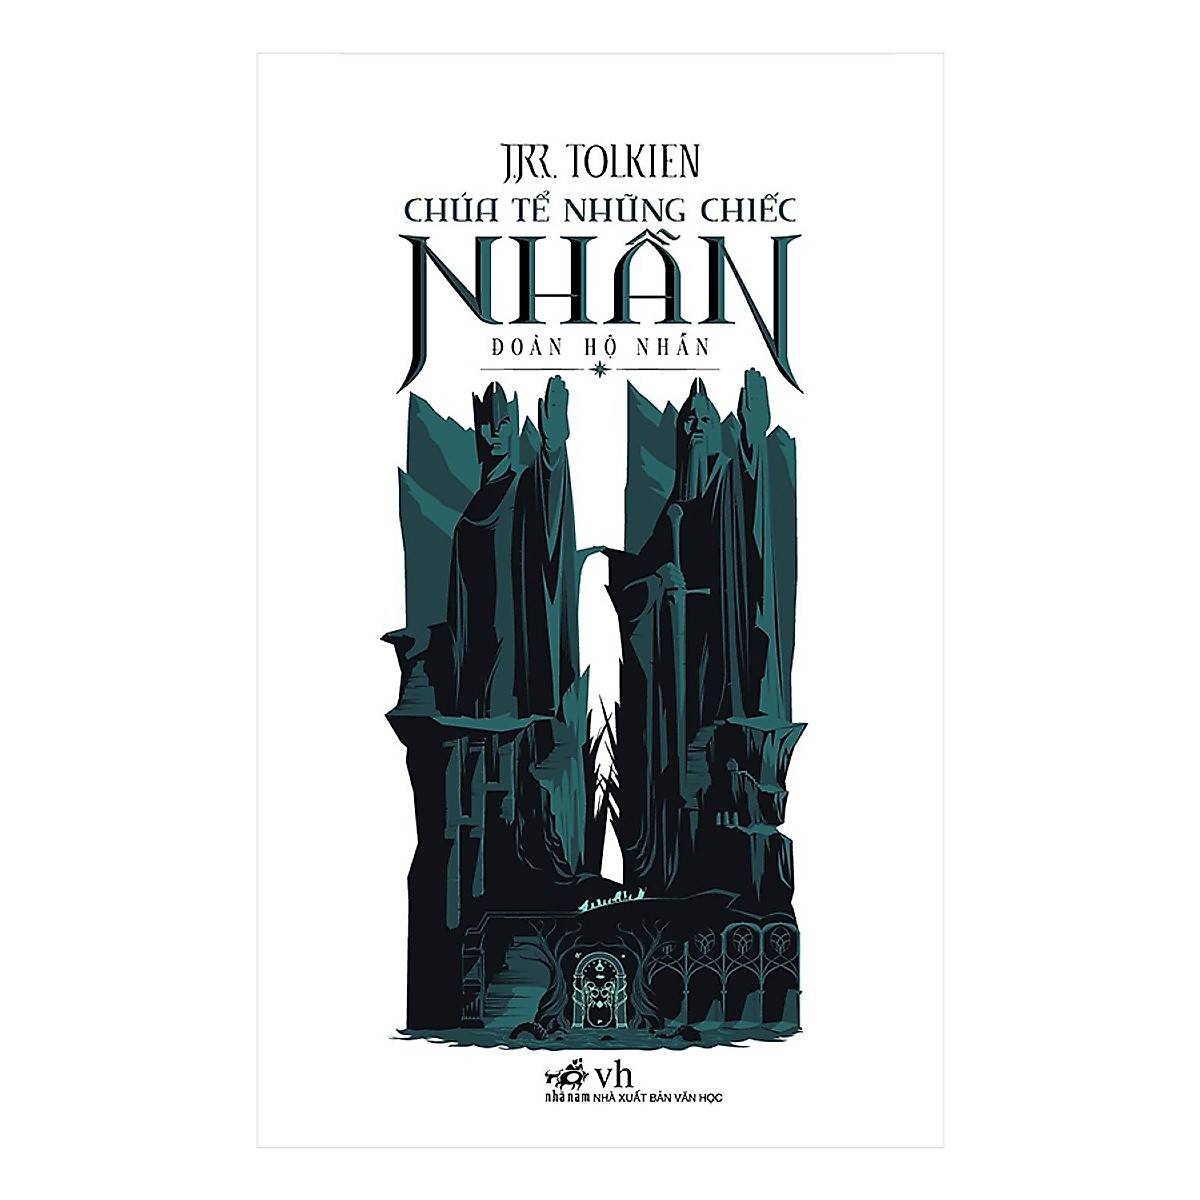 J.R.R. TOLKIEN
CHÚA TỂ NHỮNG CHIẾC
NHẪN
ĐOÀN HỘ NHẪN
vh
nhã nam NHÀ XUẤT BẢN VĂN HỌC